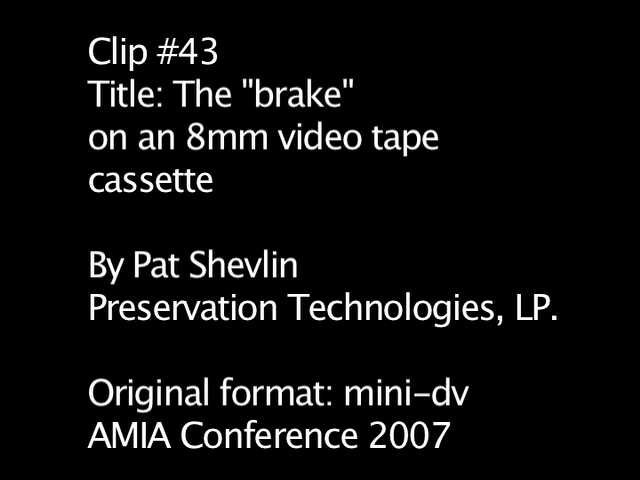 Clip #43
Title: The "brake"
on an 8mm video tape
cassette
By Pat Shevlin
Preservation Technologies, LP.
Original format: mini-dv
AMIA Conference 2007